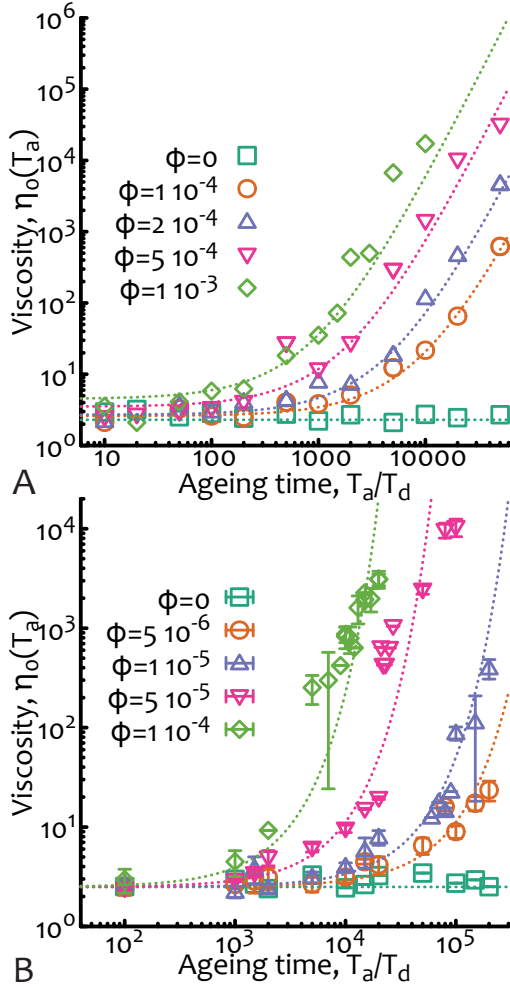 10^6
10^5
10^4
10^3
10^2
10^1
10^0
Viscosity, η0(Ta)
ϕ=0
ϕ=1 10^-4
ϕ=2 10^-4
ϕ=5 10^-4
ϕ=1 10^-3
10 100 1000 10000
A Ageing time, Ta/Td
10^4
10^3
10^2
10^1
10^0
Viscosity, η0(Ta)
ϕ=0
ϕ=5 10^-6
ϕ=1 10^-5
ϕ=5 10^-5
ϕ=1 10^-4
10^2 10^3 10^4 10^5
B Ageing time, Ta/Td